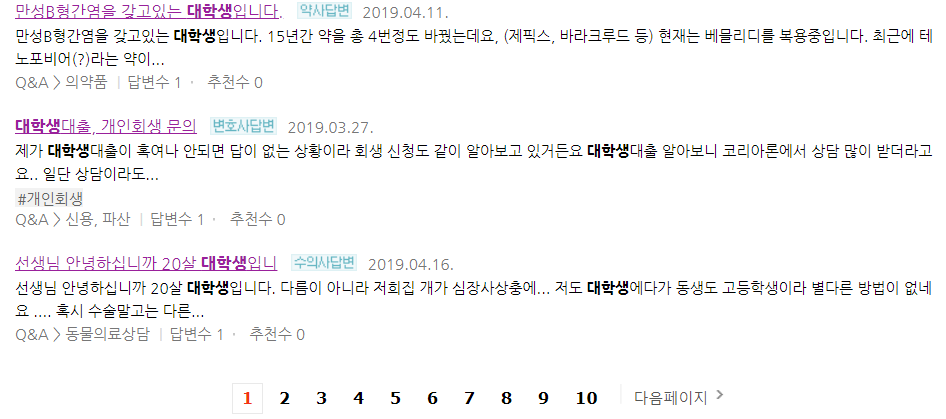 만성B형간염을 갖고있는 대학생입니다. 약사답변 2019.04.11.
만성B형간염을 갖고있는 대학생입니다. 15년간 약을 총 4번정도 바꿨는데요, (제픽스, 바라크루드 등) 현재는 베믈리디를 복용중입니다. 최근에 테
노포비어(?)라는 약이...
Q&A > 의약품 | 답변수 1 · 추천수 0
대학생대출, 개인회생 문의 변호사답변 2019.03.27.
제가 대학생대출이 혹여나 안되면 답이 없는 상황이라 회생 신청도 같이 알아보고 있거든요 대학생대출 알아보니 코리아론에서 상담 많이 받더라고
요.. 일단 상담이라도...
#개인회생
Q&A > 신용, 파산 | 답변수 1 · 추천수 0
선생님 안녕하십니까 20살 대학생입니 수의사답변 2019.04.16.
선생님 안녕하십니까 20살 대학생입니다. 다름이 아니라 저희집 개가 심장사상충에... 저도 대학생에다가 동생도 고등학생이라 별다른 방법이 없네
요 .... 혹시 수술말고는 다른...
Q&A > 동물의료상담 | 답변수 1 · 추천수 0
1 2 3 4 5 6 7 8 9 10 | 다음페이지 >